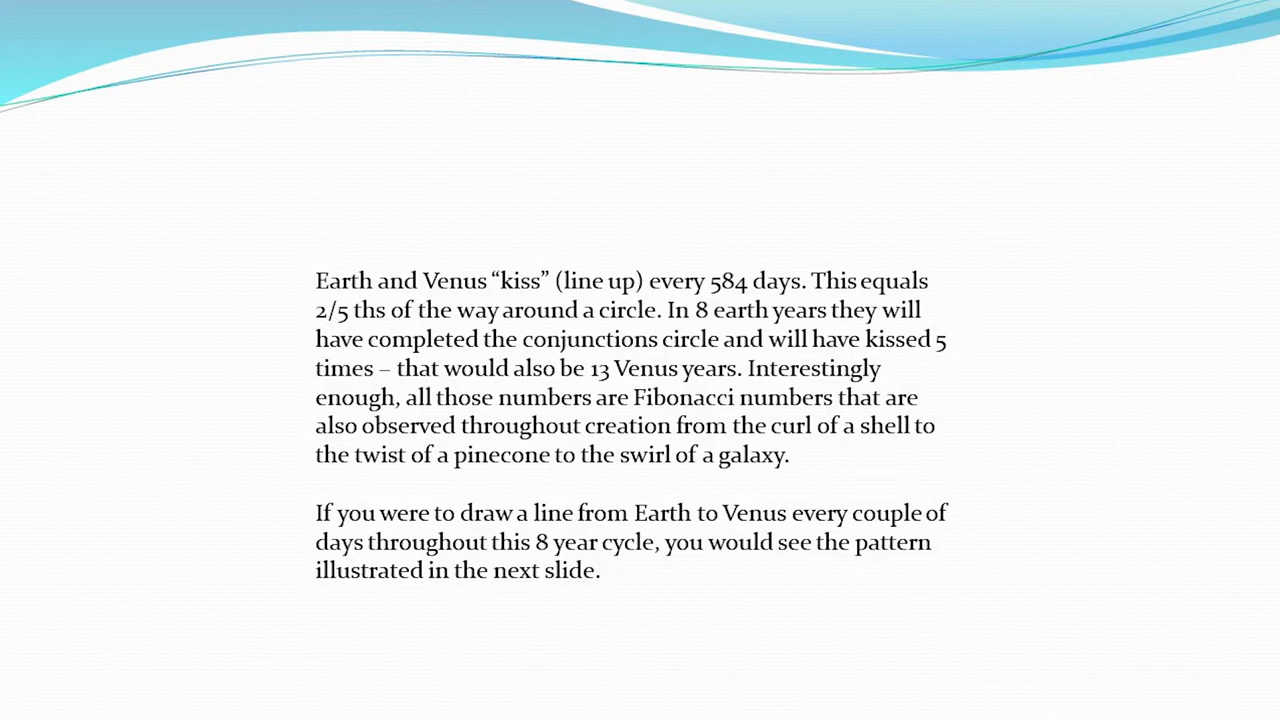 Earth and Venus “kiss” (line up) every 584 days. This equals
2/5 ths of the way around a circle. In 8 earth years they will
have completed the conjunctions circle and will have kissed 5
times – that would also be 13 Venus years. Interestingly
enough, all those numbers are Fibonacci numbers that are
also observed throughout creation from the curl of a shell to
the twist of a pinecone to the swirl of a galaxy.
If you were to draw a line from Earth to Venus every couple of
days throughout this 8 year cycle, you would see the pattern
illustrated in the next slide.